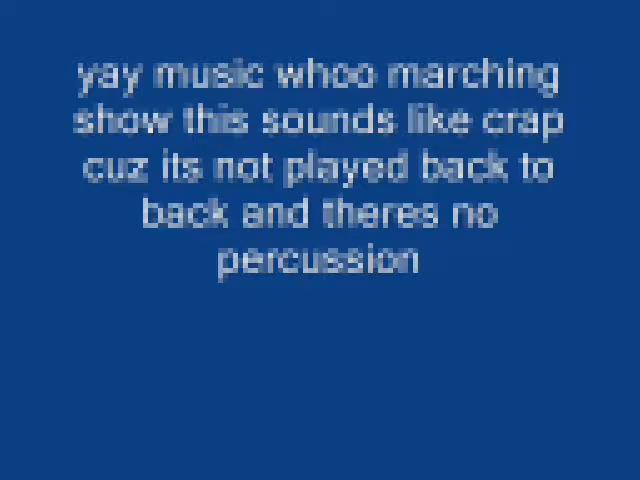 yay music whoo marching
show this sounds like crap
cuz its not played back to
back and theres no
percussion